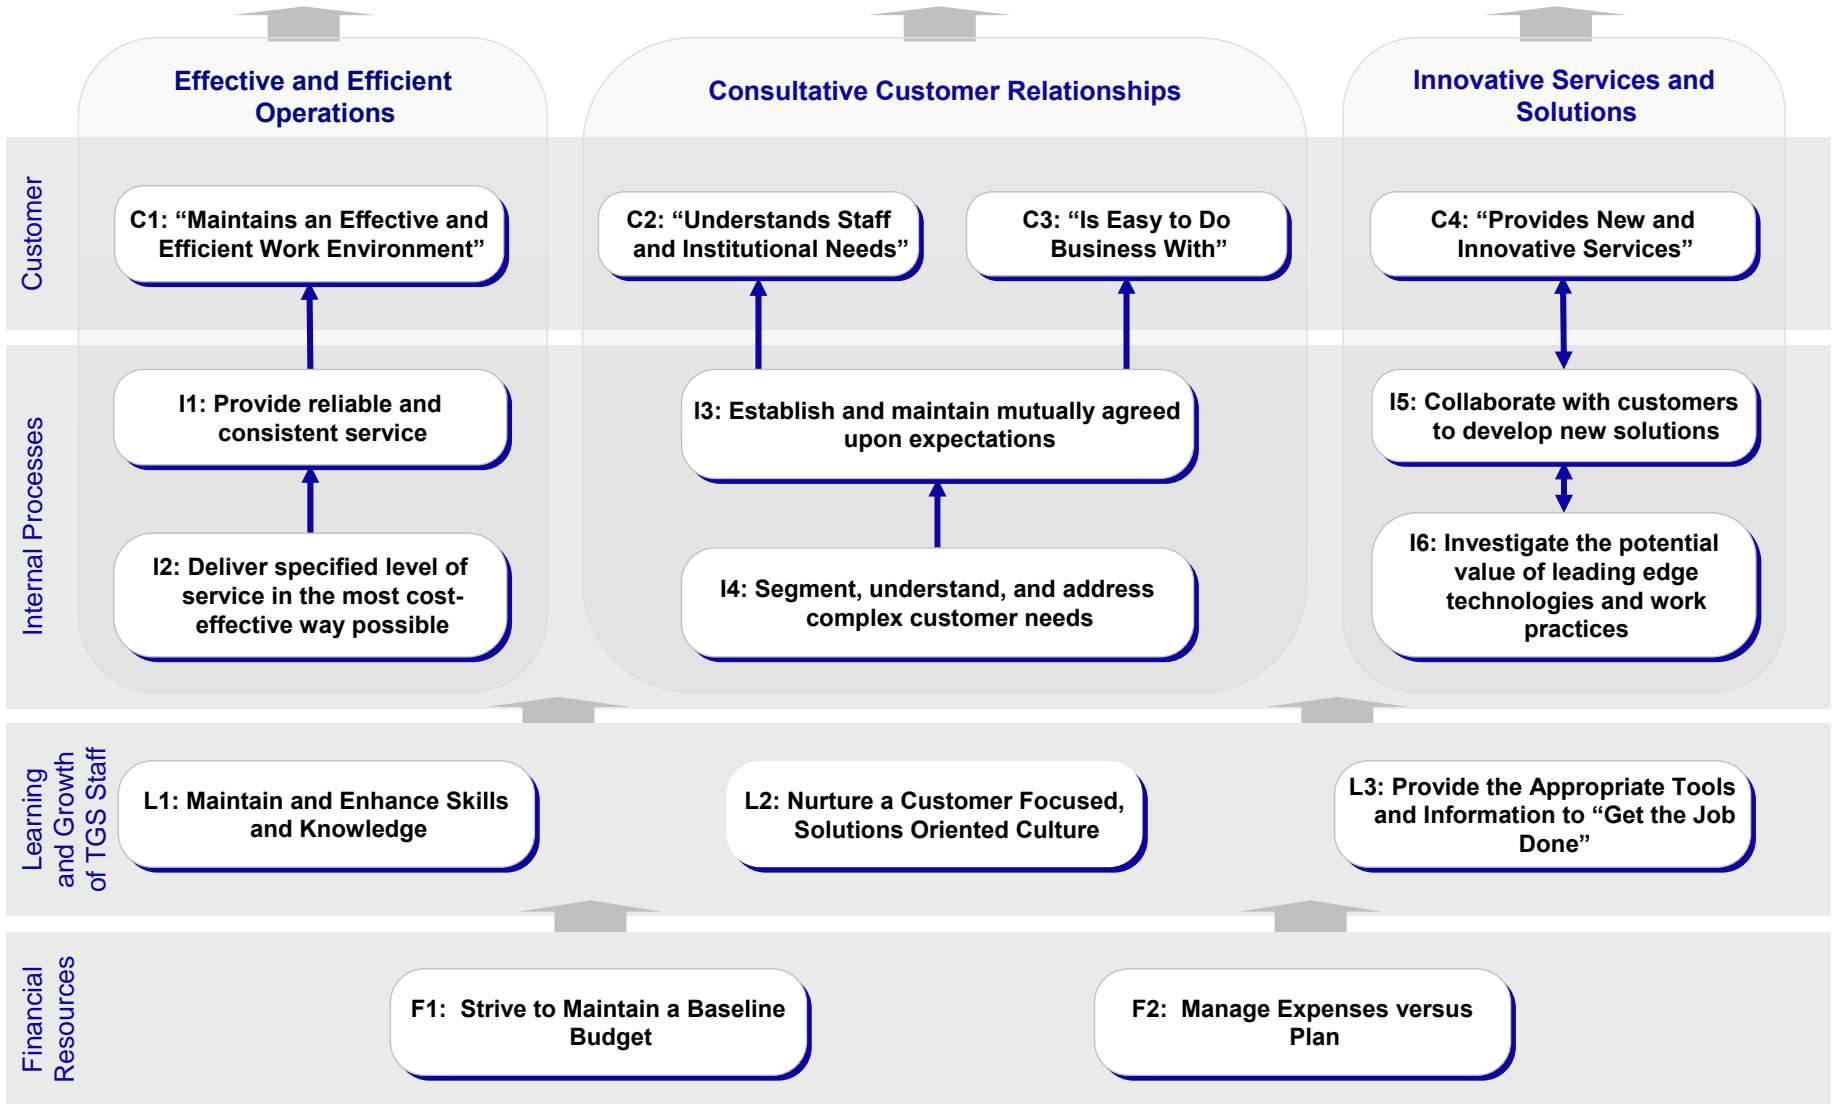 Effective and Efficient
Operations
Consultative Customer Relationships
Innovative Services and
Solutions
Customer
C1: “Maintains an Effective and
Efficient Work Environment”
C2: “Understands Staff
and Institutional Needs”
C3: “Is Easy to Do
Business With”
C4: “Provides New and
Innovative Services”
Internal Processes
I1: Provide reliable and
consistent service
I3: Establish and maintain mutually agreed
upon expectations
I5: Collaborate with customers
to develop new solutions
I2: Deliver specified level of
service in the most cost-
effective way possible
I4: Segment, understand, and address
complex customer needs
I6: Investigate the potential
value of leading edge
technologies and work
practices
Learning
and Growth
of TGS Staff
L1: Maintain and Enhance Skills
and Knowledge
L2: Nurture a Customer Focused,
Solutions Oriented Culture
L3: Provide the Appropriate Tools
and Information to “Get the Job
Done”
Financial
Resources
F1:  Strive to Maintain a Baseline
Budget
F2:  Manage Expenses versus
Plan